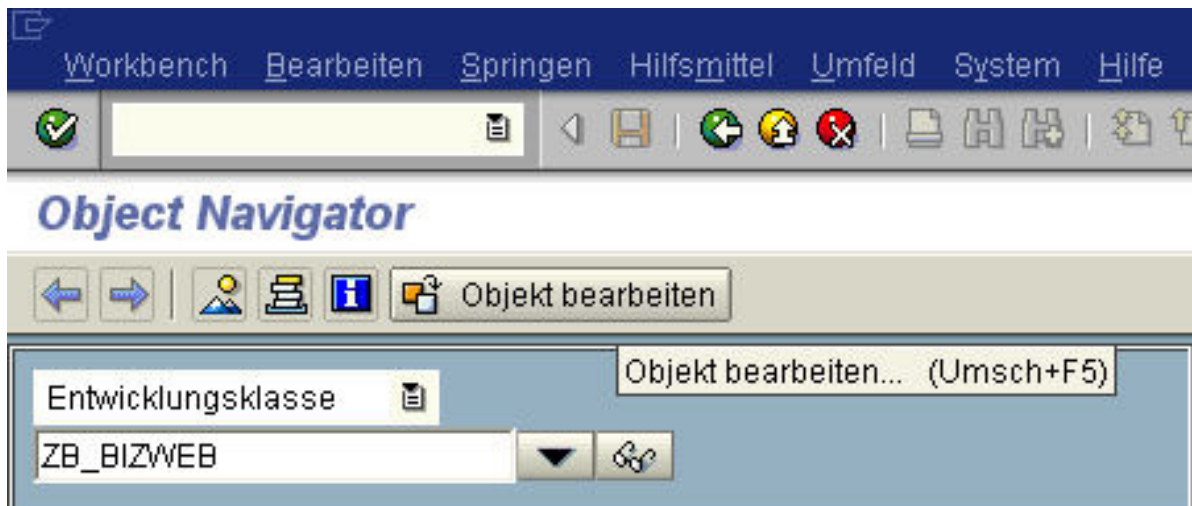 Workbench Bearbeiten Springen Hilfsmittel Umfeld System Hilfe
Object Navigator
Objekt bearbeiten
Objekt bearbeiten... (Umsch+F5)
Entwicklungsklasse
ZB_BIZWEB